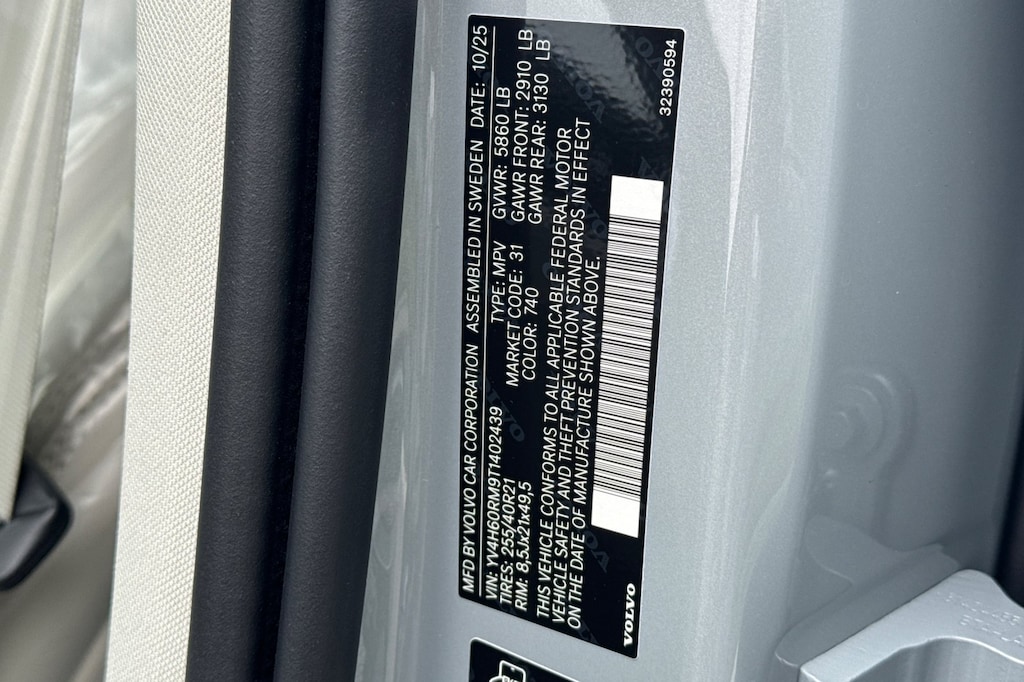 MFD BY VOLVO CAR CORPORATION ASSEMBLED IN SWEDEN DATE: 10/25
VIN: YV4H60RM9T1402439 TYPE: MPV GVWR: 5860 LB
TIRES: 255/40R21 MARKET CODE: 31 GAWR FRONT: 2910 LB
RIM: 8,5Jx21x49,5 COLOR: 740 GAWR REAR: 3130 LB
THIS VEHICLE CONFORMS TO ALL APPLICABLE FEDERAL MOTOR
VEHICLE SAFETY AND THEFT PREVENTION STANDARDS IN EFFECT
ON THE DATE OF MANUFACTURE SHOWN ABOVE.
VOLVO
32390594